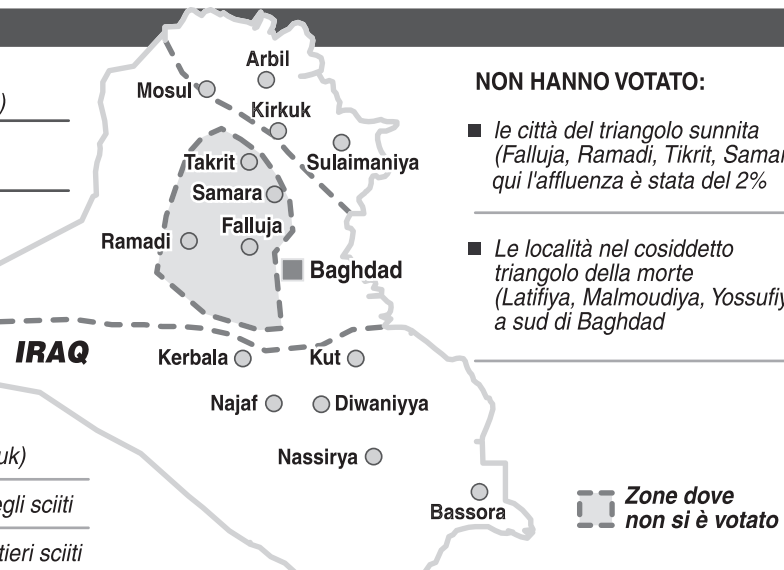 )
Arbil
Mosul
Kirkuk
Takrit
Sulaimaniya
Samara
Falluja
Ramadi
Baghdad
IRAQ
Kerbala
Kut
Najaf
Diwaniyya
Nassirya
Bassora
uk)
egli sciiti
tieri sciiti
NON HANNO VOTATO:
■ le città del triangolo sunnita
(Falluja, Ramadi, Tikrit, Samar
qui l'affluenza è stata del 2%
■ Le località nel cosiddetto
triangolo della morte
(Latifiya, Malmoudiya, Yossufiy
a sud di Baghdad
Zone dove
non si è votato